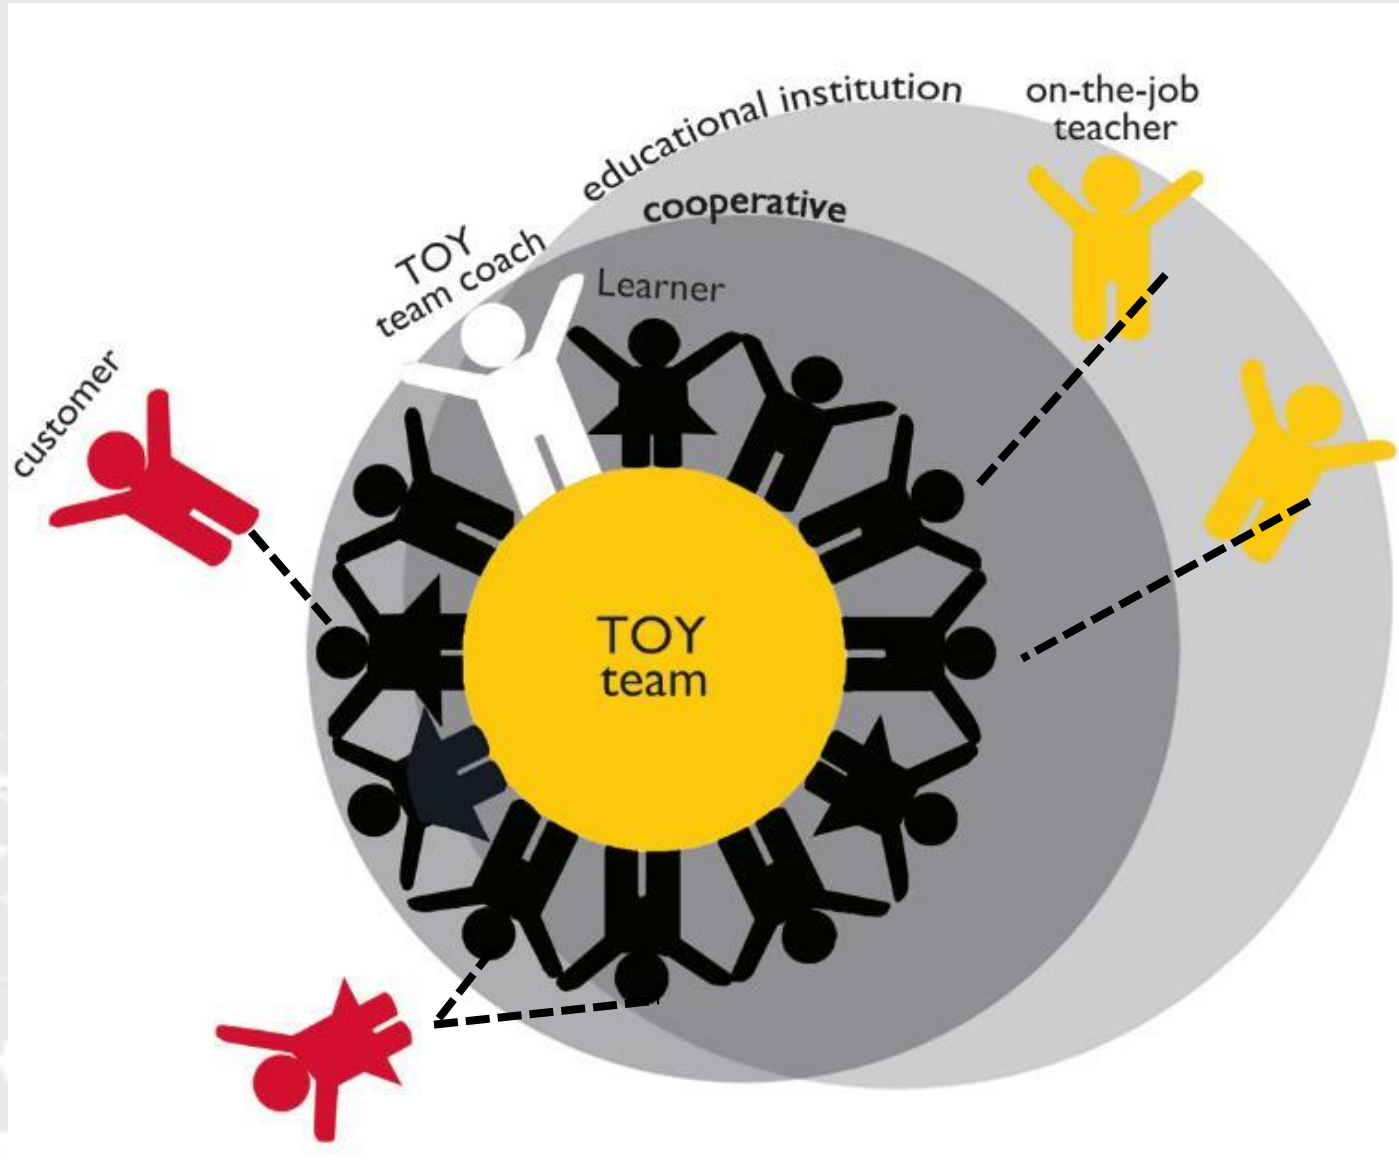 educational institution
on-the-job
teacher
cooperative
TOY
team coach
Learner
customer
TOY
team